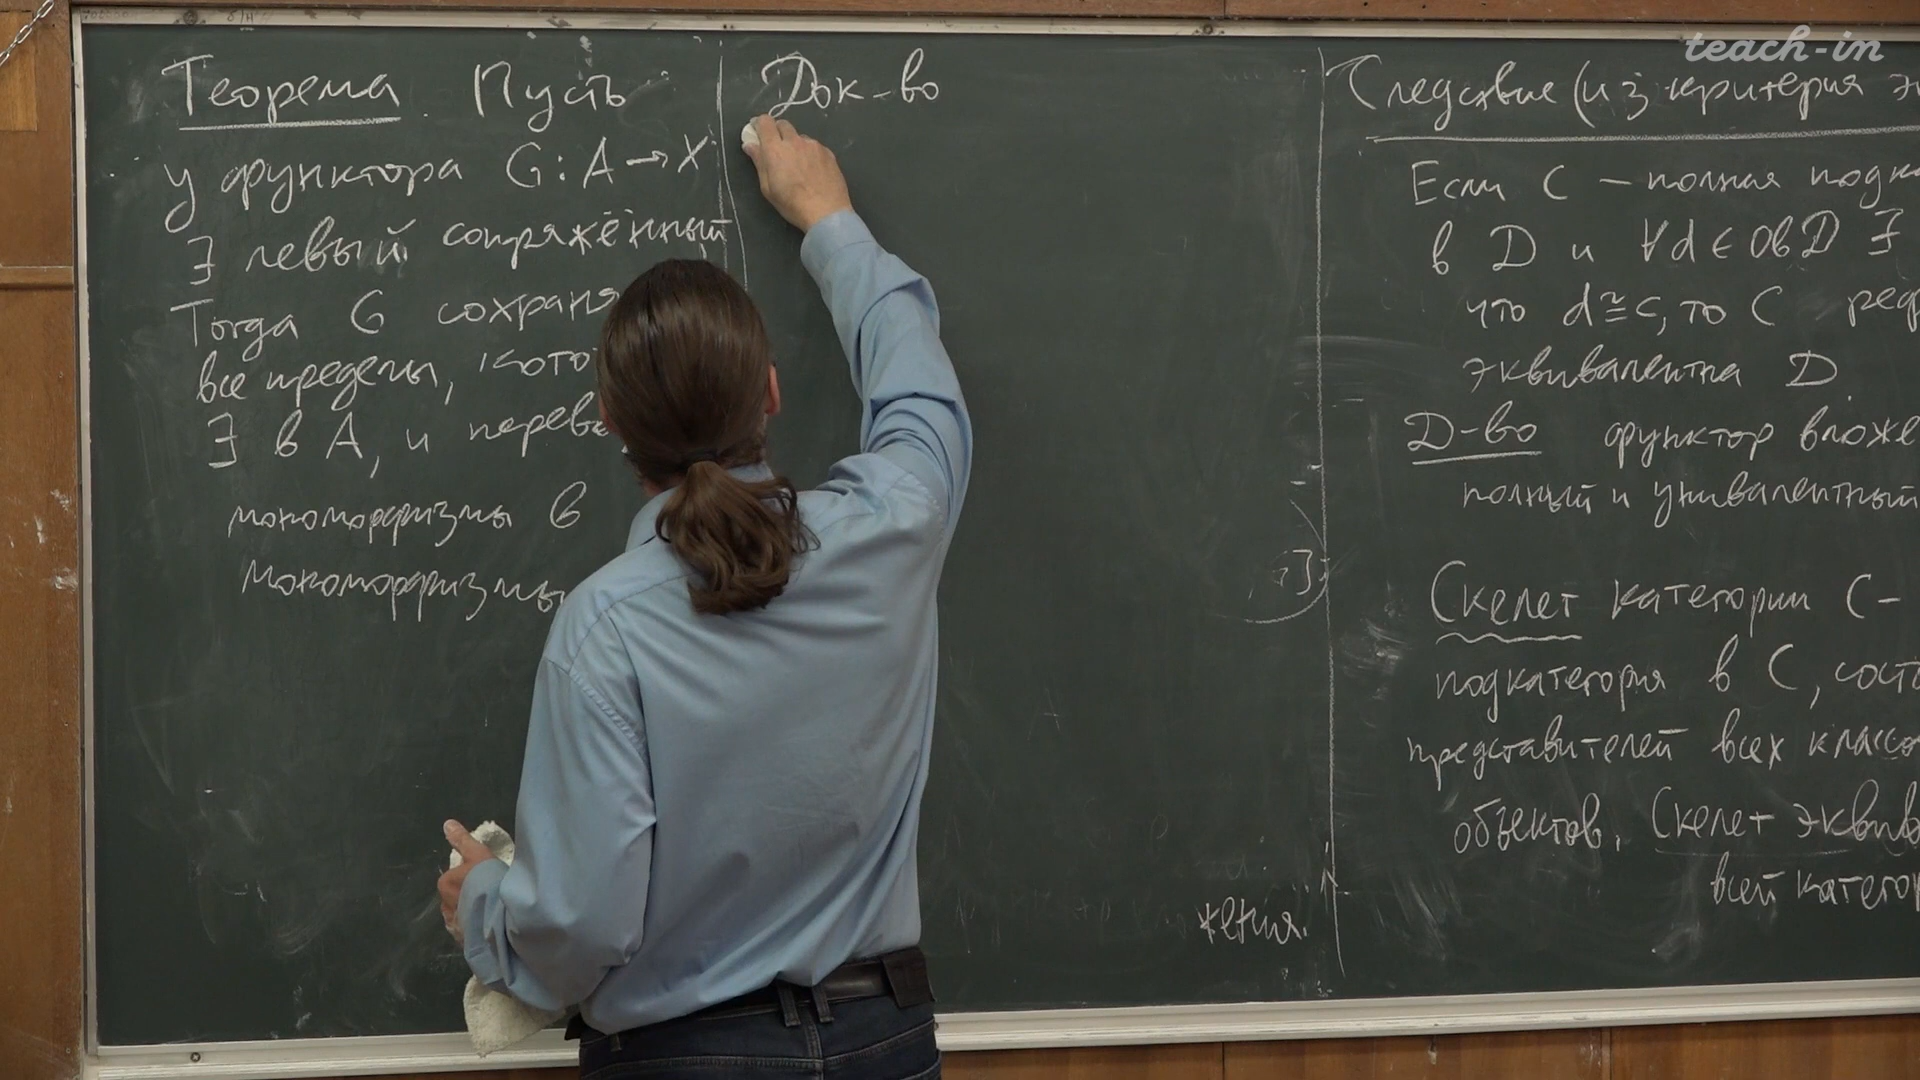 teach-in
Теорема. Пусть
у функтора G: A → X
∃ левый сопряжённый
Тогда G сохраня
все пределы, кото
∃ в A, и перев
мономорфизмы в
мономорфизмы
Док-во
жения.
Следствие (из критерия э
Если C – полная подка
в D и ∀d∈ObD ∃
что d≅c, то C
эквивалентна D
Д-во функтор вложе
полный и унивалентный
Скелет категории C –
подкатегория в C, сост
представителей всех классо
объектов. Скелет эквив
всей категор